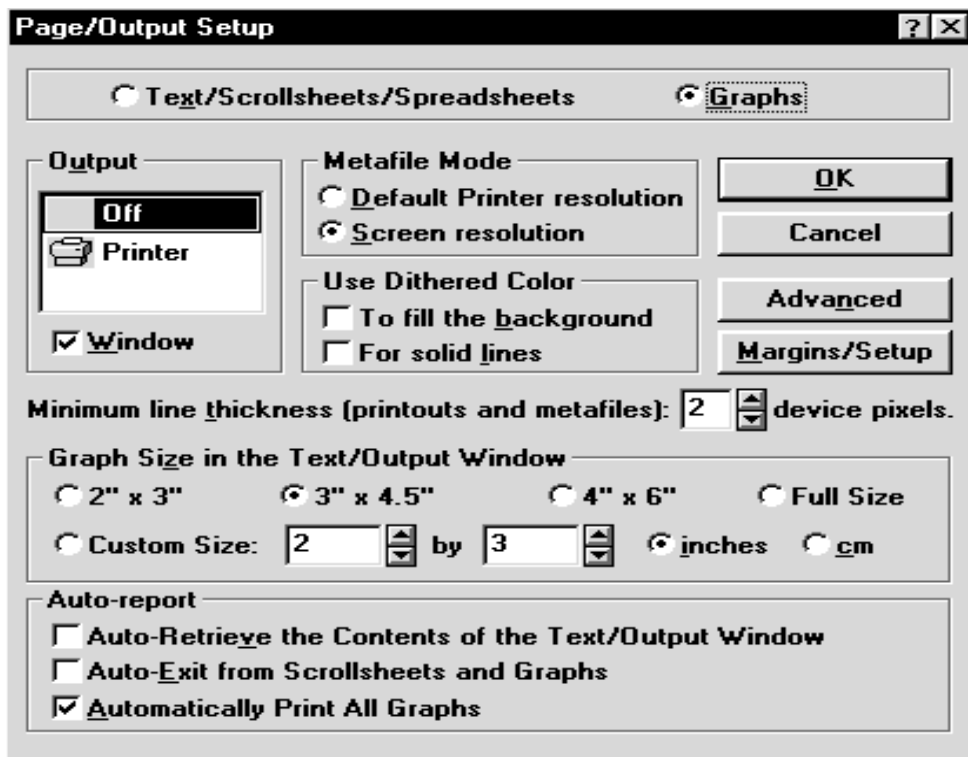 Page/Output Setup
Text/Scrollsheets/Spreadsheets Graphs
Output
Off
Printer
Window
Metafile Mode
Default Printer resolution
Screen resolution
Use Dithered Color
To fill the background
For solid lines
OK
Cancel
Advanced
Margins/Setup
Minimum line thickness (printouts and metafiles): 2 device pixels.
Graph Size in the Text/Output Window
2" x 3" 3" x 4.5" 4" x 6" Full Size
Custom Size: 2 by 3 inches cm
Auto-report
Auto-Retrieve the Contents of the Text/Output Window
Auto-Exit from Scrollsheets and Graphs
Automatically Print All Graphs